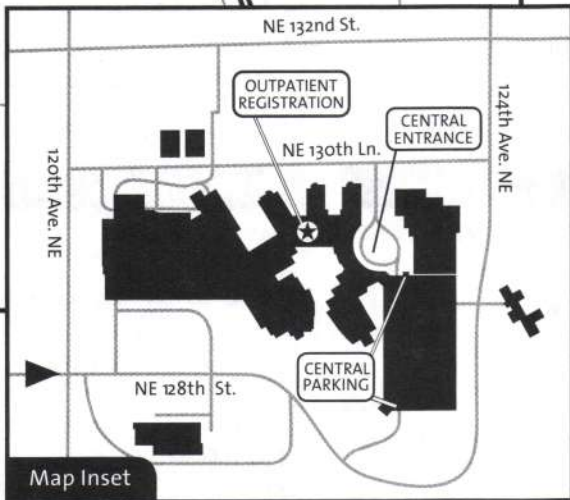 NE 132nd St.
OUTPATIENT
REGISTRATION
CENTRAL
ENTRANCE
124th Ave. NE
120th Ave. NE
NE 130th Ln.
CENTRAL
PARKING
NE 128th St.
Map Inset